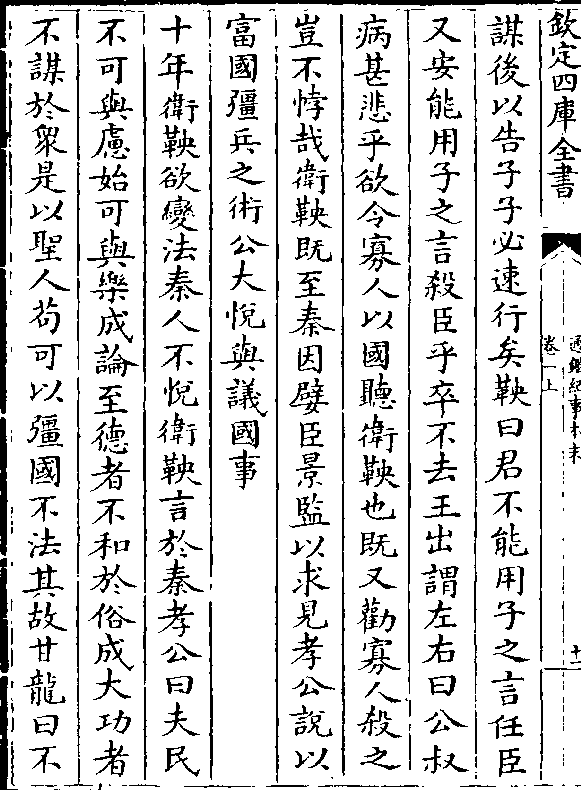 欽定四庫全書
通鑑紀事本末
卷一上
十二
謀後以告子子必速行矣鞅曰君不能用子之言任臣
又安能用子之言殺臣乎卒不去王出謂左右曰公叔
病甚悲乎欲令寡人以國聽衛鞅也既又勸寡人殺之
豈不悖哉衛鞅既至秦因嬖臣景監以求見孝公說以
富國彊兵之術公大悅與議國事
十年衛鞅欲變法秦人不悅衛鞅言於秦孝公曰夫民
不可與慮始可與樂成論至德者不和於俗成大功者
不謀於衆是以聖人苟可以彊國不法其故甘龍曰不